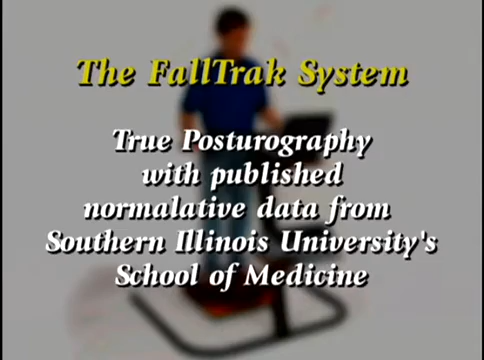 The FallTrak System
True Posturography
with published
normalative data from
Southern Illinois University's
School of Medicine